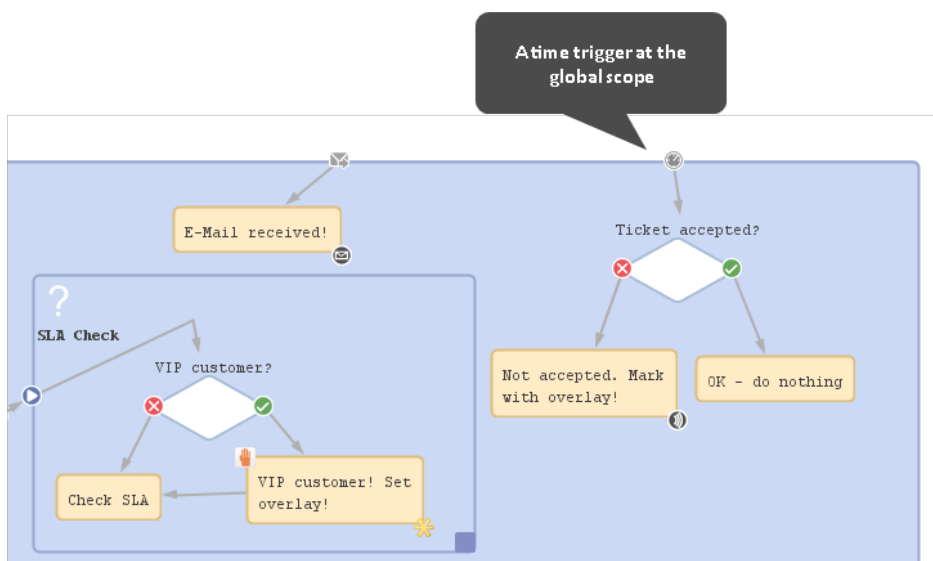 A time trigger at the
global scope
E-Mail received!
Ticket accepted?
?
SLA Check
VIP customer?
Not accepted. Mark
with overlay!
OK - do nothing
Check SLA
VIP customer! Set
overlay!